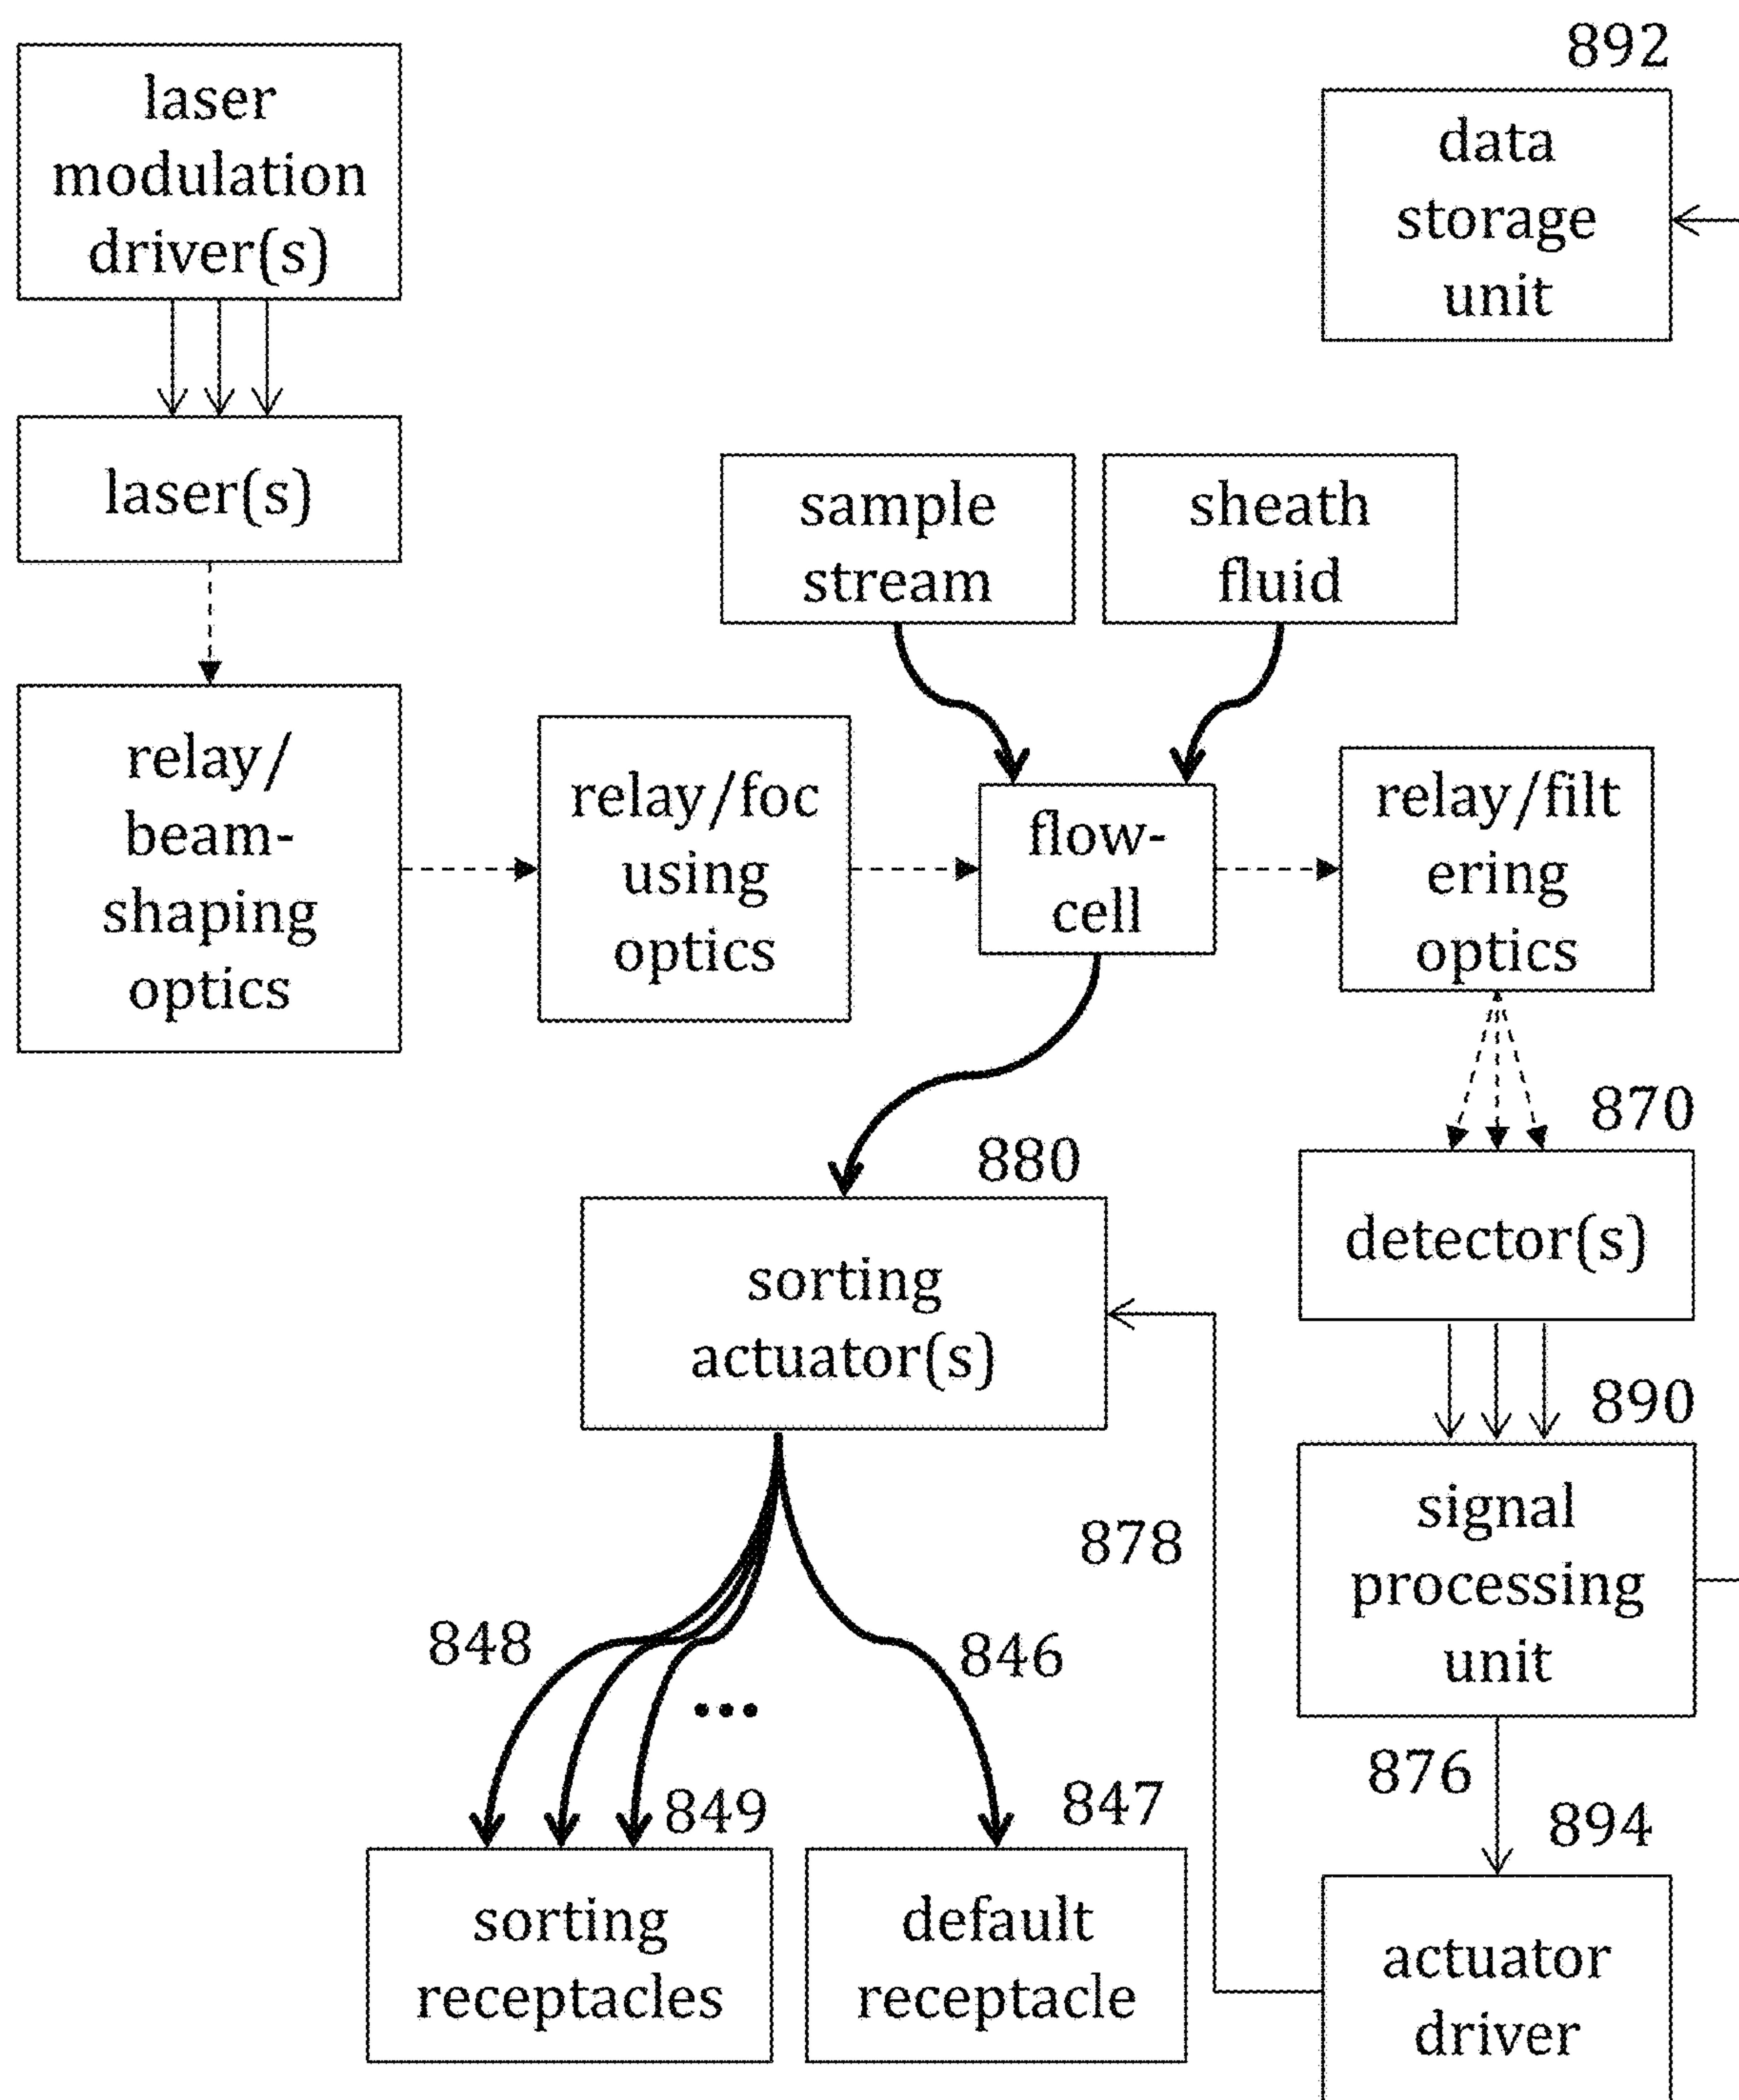 laser
modulation
driver(s)
892
data
storage
unit
laser(s)
sample
stream
sheath
fluid
relay/
beam-
shaping
optics
relay/foc
using
optics
flow-
cell
relay/filt
ering
optics
870
detector(s)
880
sorting
actuator(s)
890
signal
processing
unit
878
848
846
876
849
847
894
sorting
receptacles
default
receptacle
actuator
driver